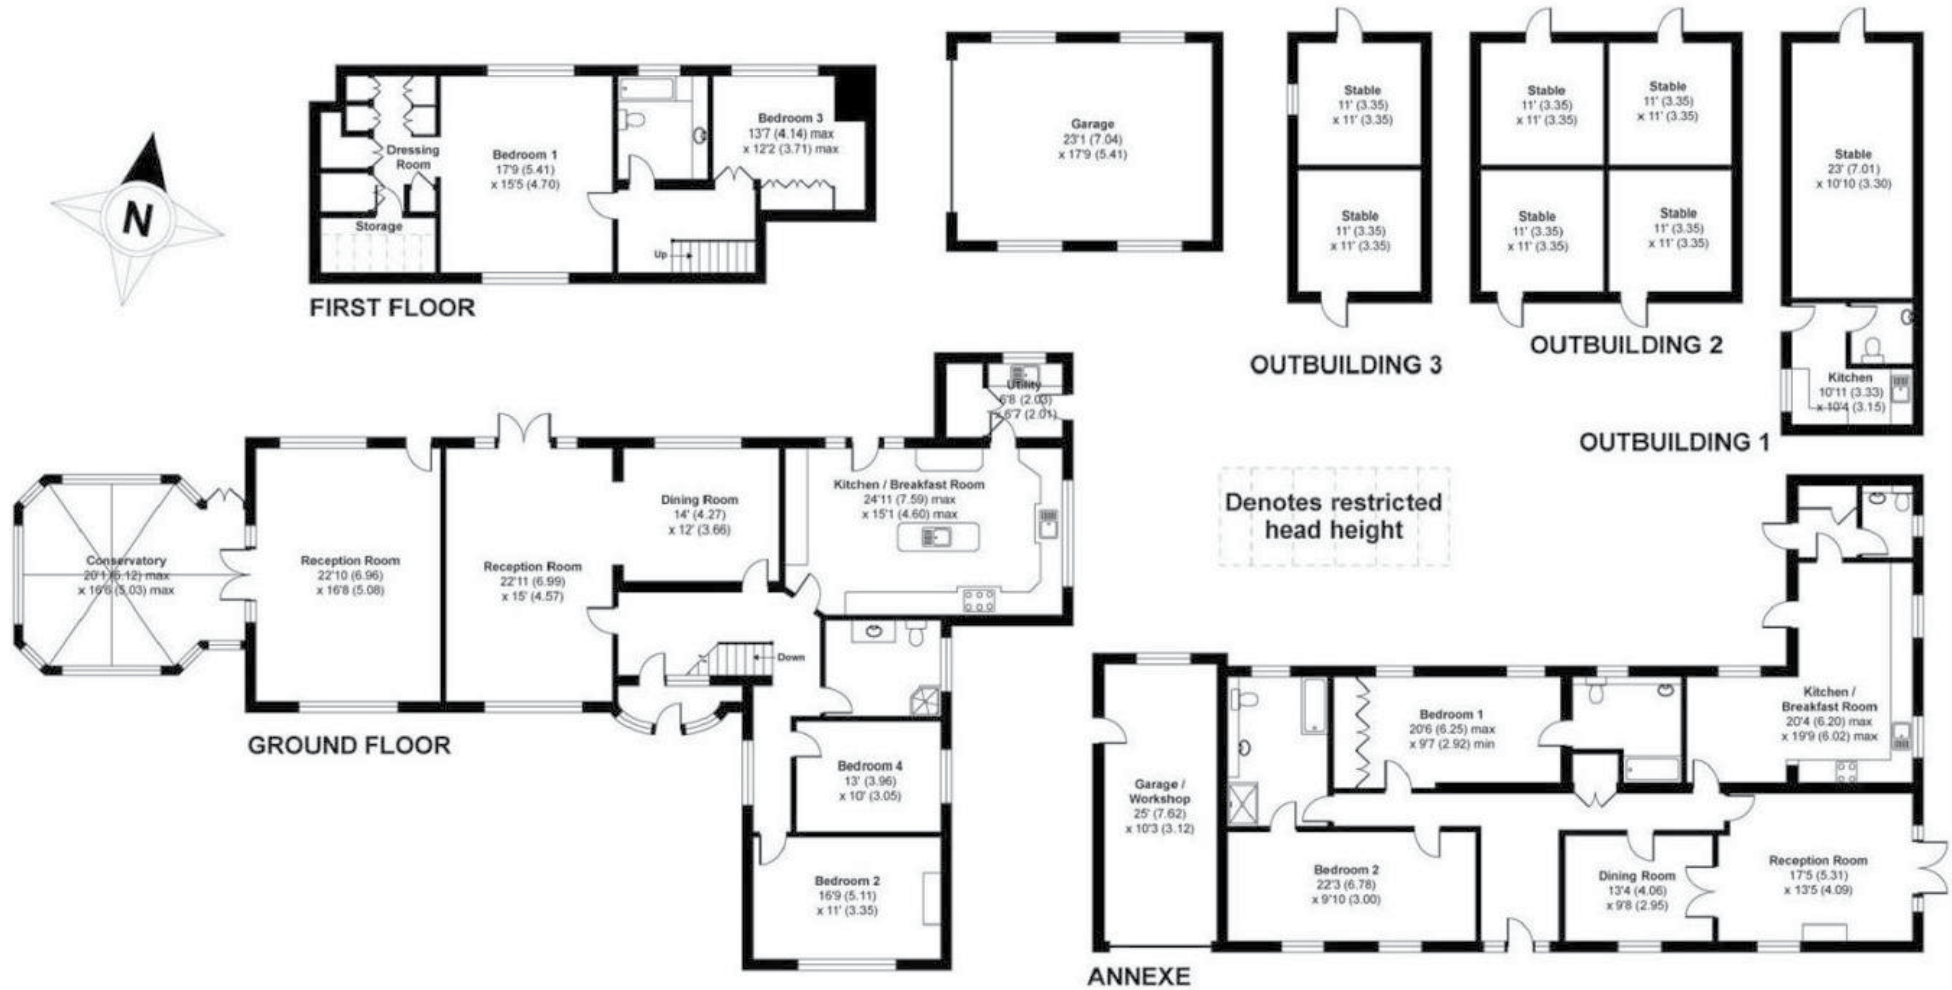 Dressing
Room
Storage
Bedroom 1
17'9 (5.41)
x 15'5 (4.70)
Bedroom 3
13'7 (4.14) max
x 12'2 (3.71) max
Up
FIRST FLOOR
N
Garage
23'1 (7.04)
x 17'9 (5.41)
Stable
11' (3.35)
x 11' (3.35)
Stable
11' (3.35)
x 11' (3.35)
OUTBUILDING 3
Stable
11' (3.35)
x 11' (3.35)
Stable
11' (3.35)
x 11' (3.35)
Stable
11' (3.35)
x 11' (3.35)
Stable
11' (3.35)
x 11' (3.35)
OUTBUILDING 2
Stable
23' (7.01)
x 10'10 (3.30)
Kitchen
10'11 (3.33)
x 10'4 (3.15)
OUTBUILDING 1
Conservatory
20'1 (6.12) max
x 16'6 (5.03) max
Reception Room
22'10 (6.96)
x 16'8 (5.08)
Reception Room
22'11 (6.99)
x 15' (4.57)
Dining Room
14' (4.27)
x 12' (3.66)
Kitchen / Breakfast Room
24'11 (7.59) max
x 15'1 (4.60) max
Utility
6'8 (2.03)
x 6'7 (2.01)
Down
Bedroom 4
13' (3.96)
x 10' (3.05)
Bedroom 2
16'9 (5.11)
x 11' (3.35)
GROUND FLOOR
Denotes restricted
head height
Garage /
Workshop
25' (7.62)
x 10'3 (3.12)
Bedroom 1
20'6 (6.25) max
x 9'7 (2.92) min
Kitchen /
Breakfast Room
20'4 (6.20) max
x 19'9 (6.02) max
Bedroom 2
22'3 (6.78)
x 9'10 (3.00)
Dining Room
13'4 (4.06)
x 9'8 (2.95)
Reception Room
17'5 (5.31)
x 13'5 (4.09)
ANNEXE